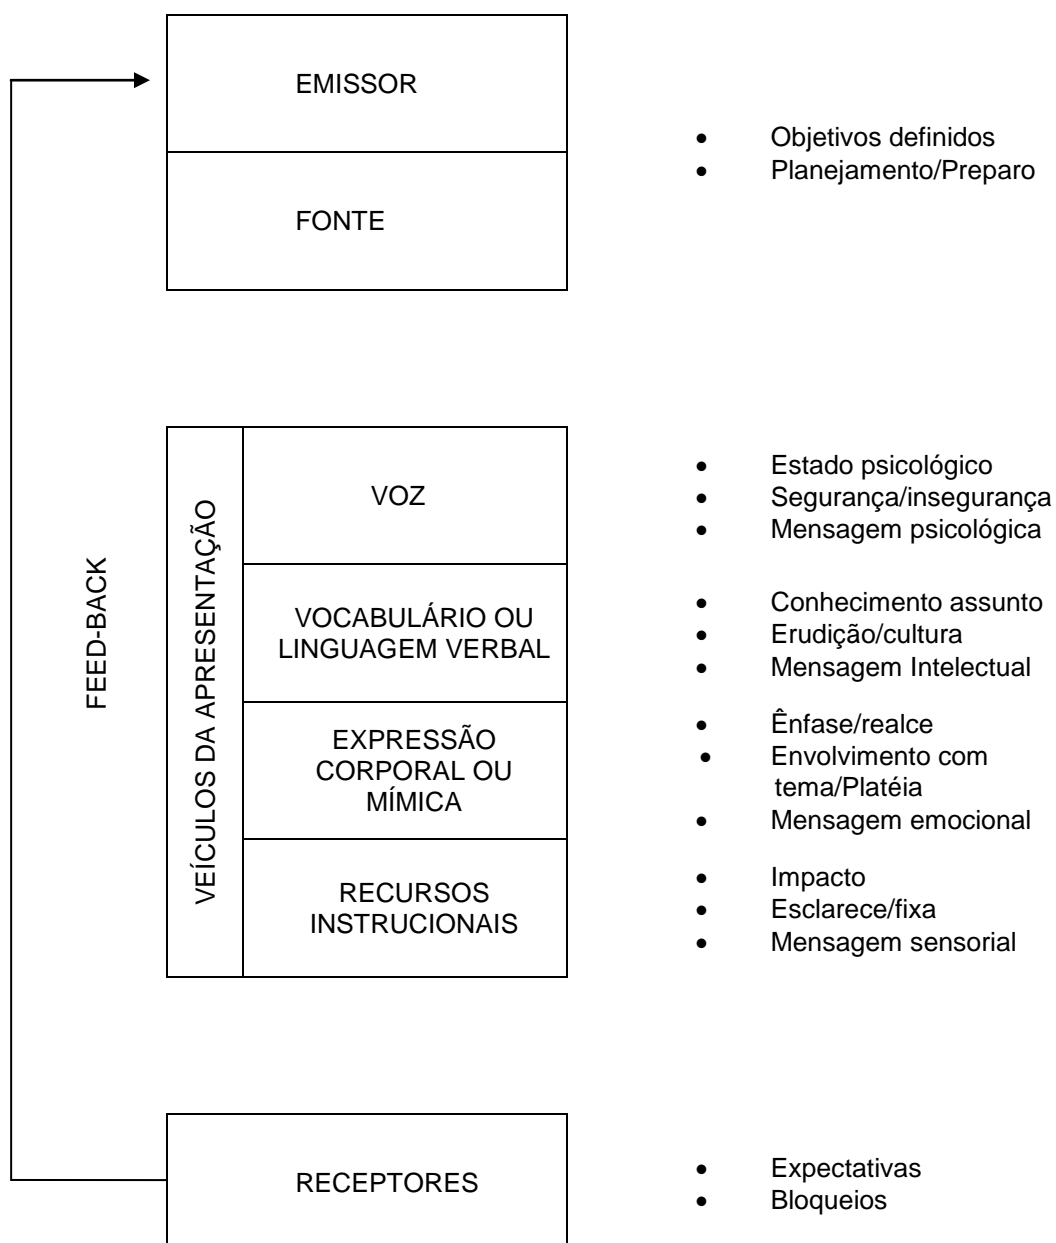 EMISSOR
• Objetivos definidos
• Planejamento/Preparo
FONTE
FEED-BACK
VEÍCULOS DA APRESENTAÇÃO
VOZ
• Estado psicológico
• Segurança/insegurança
• Mensagem psicológica
VOCABULÁRIO OU
LINGUAGEM VERBAL
• Conhecimento assunto
• Erudição/cultura
• Mensagem Intelectual
EXPRESSÃO
CORPORAL OU
MÍMICA
• Ênfase/realce
• Envolvimento com
tema/Platéia
• Mensagem emocional
RECURSOS
INSTRUCIONAIS
• Impacto
• Esclarece/fixa
• Mensagem sensorial
RECEPTORES
• Expectativas
• Bloqueios